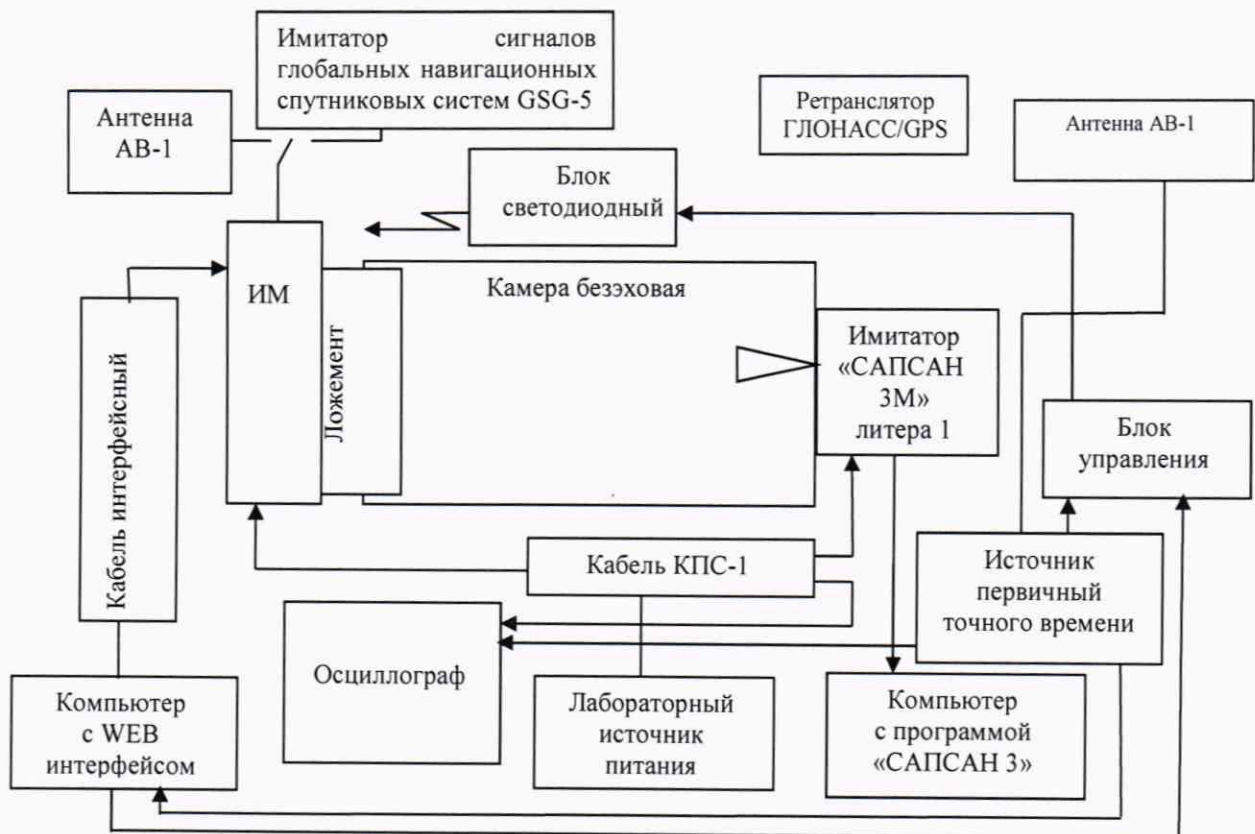 Имитатор сигналов
глобальных навигационных
спутниковых систем GSG-5
Антенна
АВ-1
Ретранслятор
ГЛОНАСС/GPS
Антенна АВ-1
Блок
светодиодный
ИМ
Ложемент
Камера безэховая
Имитатор
«САПСАН
3М»
литера 1
Кабель интерфейсный
Блок
управления
Кабель КПС-1
Источник
первичный
точного времени
Осциллограф
Компьютер
с WEB
интерфейсом
Лабораторный
источник
питания
Компьютер
с программой
«САПСАН 3»